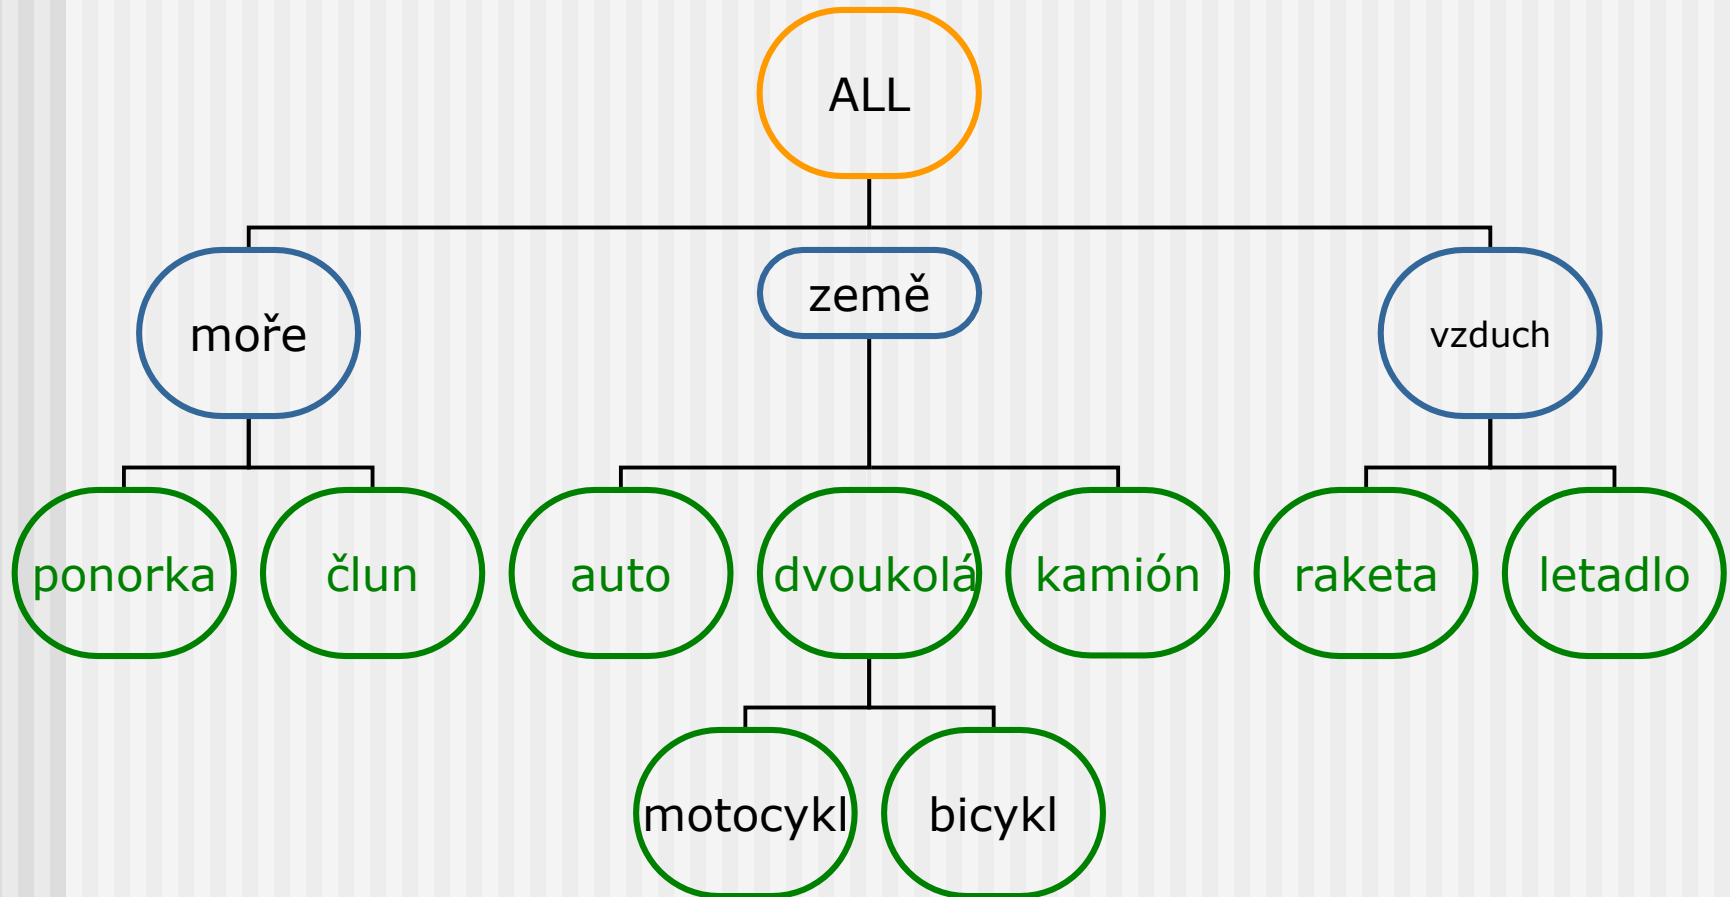 ALL
moře
země
vzduch
ponorka
člun
auto
dvoukolá
kamión
raketa
letadlo
motocykl
bicykl